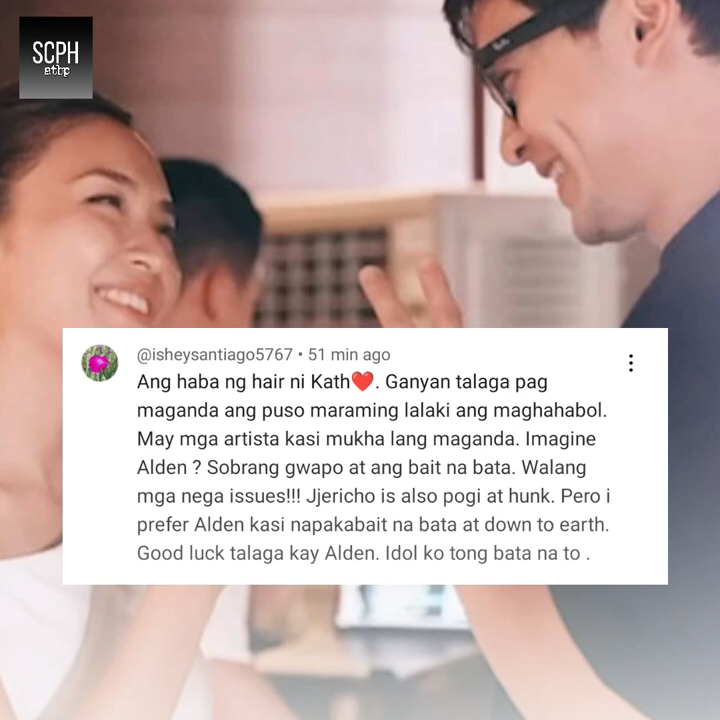 SCPH
atbp
@isheysantiago5767 • 51 min ago
Ang haba ng hair ni Kath❤️. Ganyan talaga pag
maganda ang puso maraming lalaki ang maghahabol.
May mga artista kasi mukha lang maganda. Imagine
Alden ? Sobrang gwapo at ang bait na bata. Walang
mga nega issues!!! Jjericho is also pogi at hunk. Pero i
prefer Alden kasi napakabait na bata at down to earth.
Good luck talaga kay Alden. Idol ko tong bata na to .